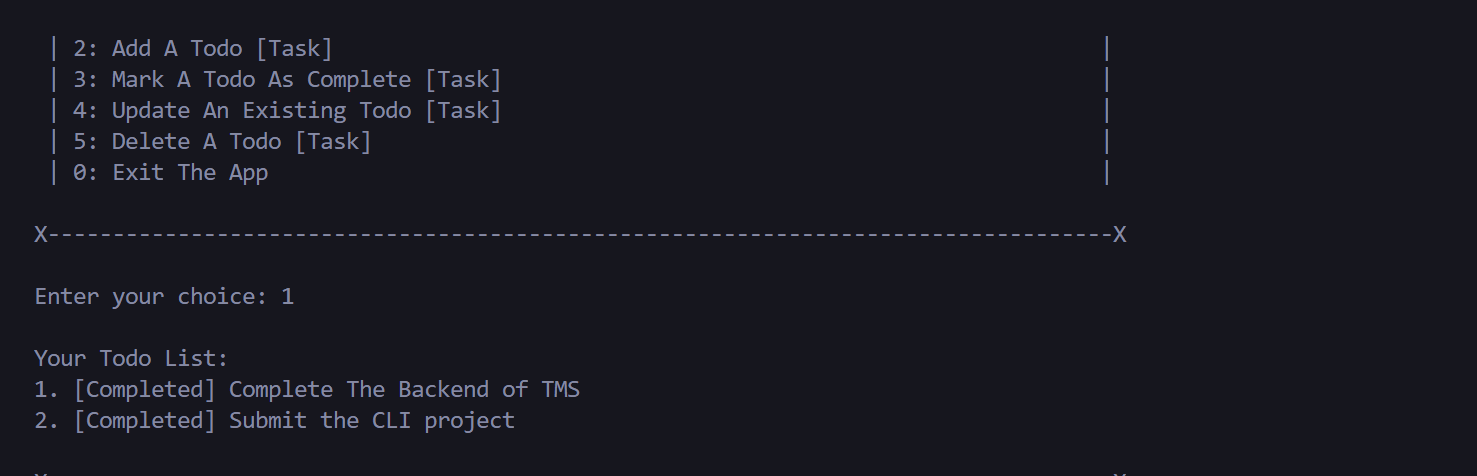 | 2: Add A Todo [Task] |
| 3: Mark A Todo As Complete [Task] |
| 4: Update An Existing Todo [Task] |
| 5: Delete A Todo [Task] |
| 0: Exit The App |
X----------------------------------------------------------------------------------X
Enter your choice: 1
Your Todo List:
1. [Completed] Complete The Backend of TMS
2. [Completed] Submit the CLI project